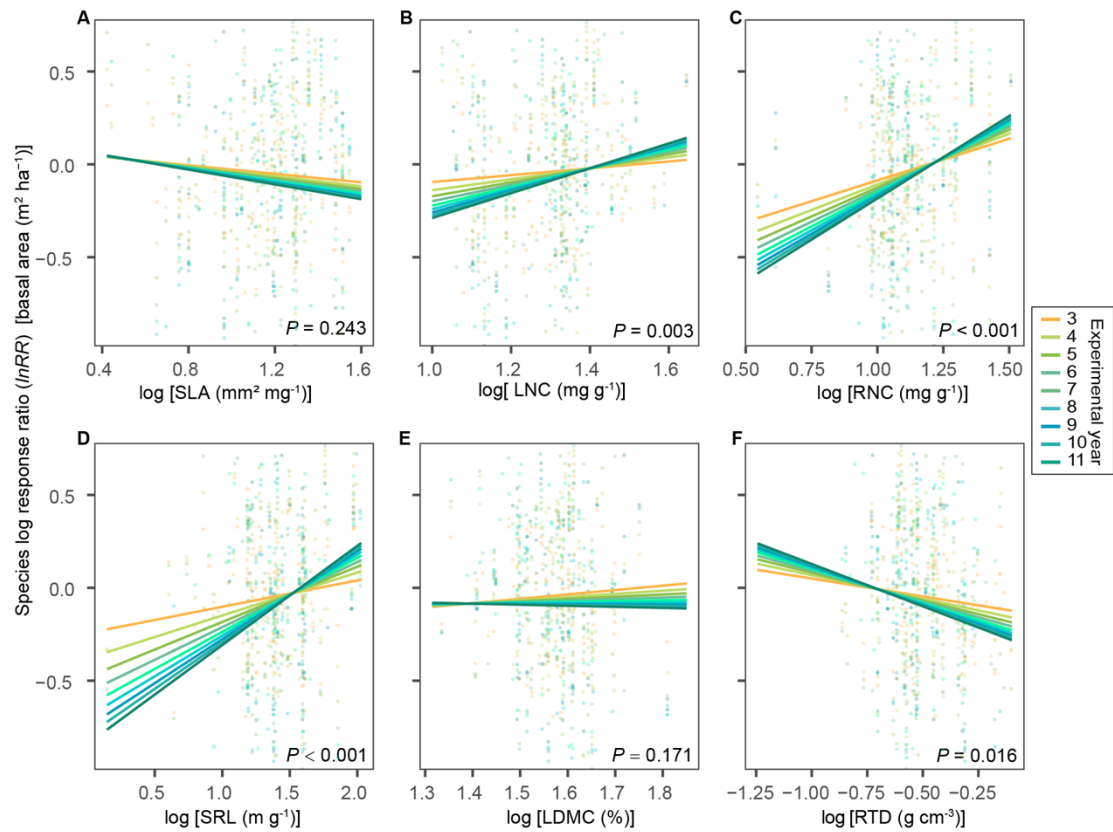 A
B
C
0.5
0.0
−0.5
P = 0.243
P = 0.003
P < 0.001
0.4 0.8 1.2 1.6
1.0 1.2 1.4 1.6
0.50 0.75 1.00 1.25 1.50
log [SLA (mm² mg⁻¹)]
log[ LNC (mg g⁻¹)]
log [RNC (mg g⁻¹)]
Species log response ratio (lnRR) [basal area (m² ha⁻¹)]
3
4
5
6
7
8
9
10
11
Experimental year
D
E
F
0.5
0.0
−0.5
P < 0.001
P = 0.171
P = 0.016
0.5 1.0 1.5 2.0
1.3 1.4 1.5 1.6 1.7 1.8
−1.25 −1.00 −0.75 −0.50 −0.25
log [SRL (m g⁻¹)]
log [LDMC (%)]
log [RTD (g cm⁻³)]